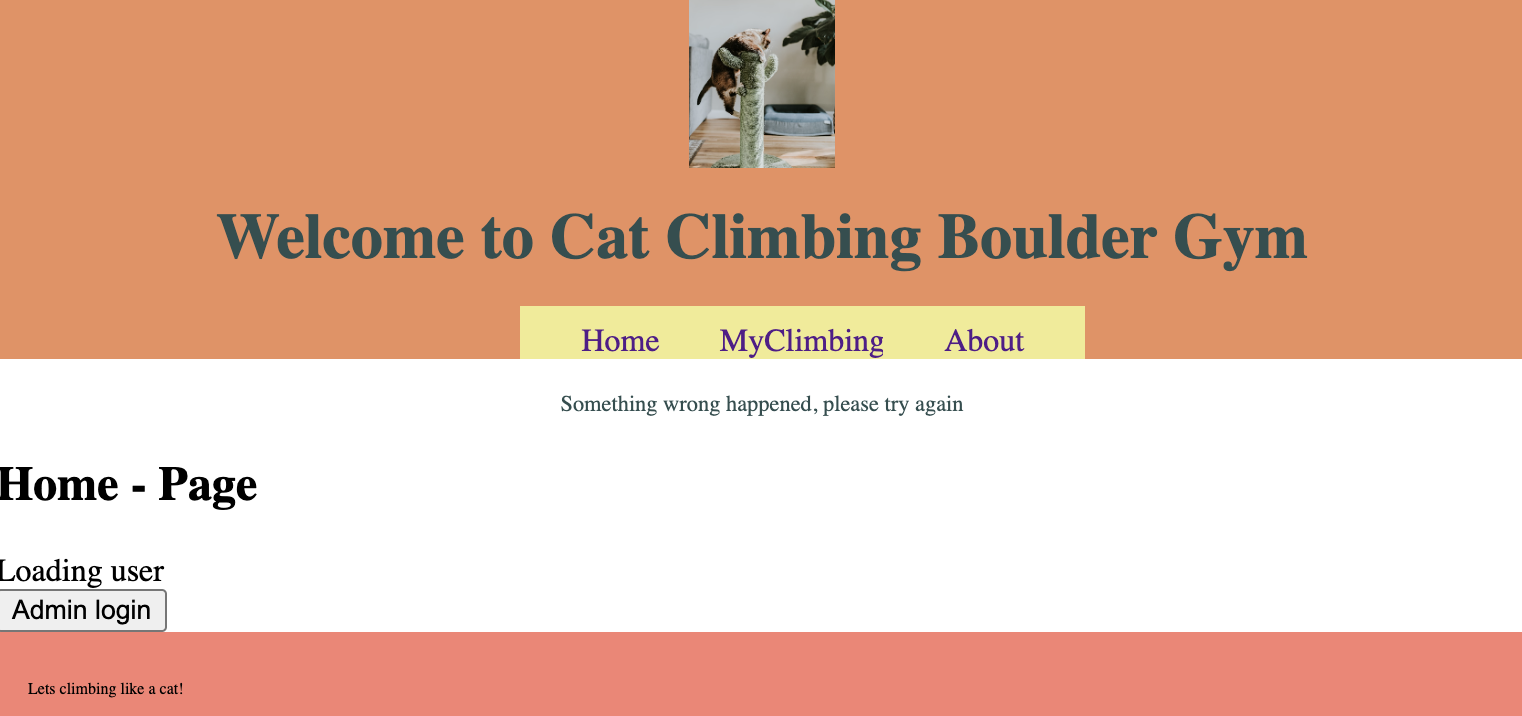 Welcome to Cat Climbing Boulder Gym
Home MyClimbing About
Something wrong happened, please try again
Home - Page
Loading user
Admin login
Lets climbing like a cat!